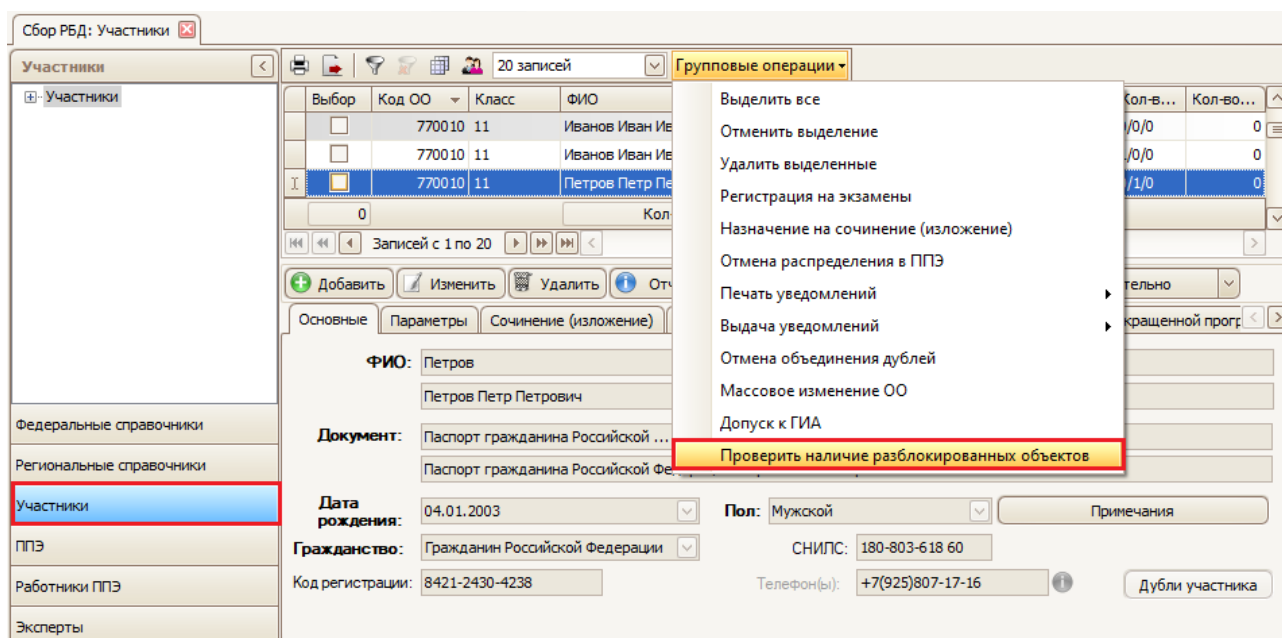 Сбор РБД: Участники
Участники
20 записей
Групповые операции
Участники
Выбор Код ОО Класс ФИО Кол-в... Кол-во...
770010 11 Иванов Иван Ив /0/0 0
770010 11 Иванов Иван Ив /0/0 0
770010 11 Петров Петр Пе /1/0 0
0 Кол-
Записей с 1 по 20
Выделить все
Отменить выделение
Удалить выделенные
Регистрация на экзамены
Назначение на сочинение (изложение)
Отмена распределения в ППЭ
Печать уведомлений
Выдача уведомлений
Отмена объединения дублей
Массовое изменение ОО
Допуск к ГИА
Проверить наличие разблокированных объектов
Добавить Изменить Удалить Отч тельно
Основные Параметры Сочинение (изложение) кращенной прогр
ФИО: Петров
Петров Петр Петрович
Документ: Паспорт гражданина Российской ...
Паспорт гражданина Российской Фе
Дата рождения: 04.01.2003 Пол: Мужской Примечания
Гражданство: Гражданин Российской Федерации СНИЛС: 180-803-618 60
Код регистрации: 8421-2430-4238 Телефон(ы): +7(925)807-17-16 Дубли участника
Федеральные справочники
Региональные справочники
Участники
ППЭ
Работники ППЭ
Эксперты